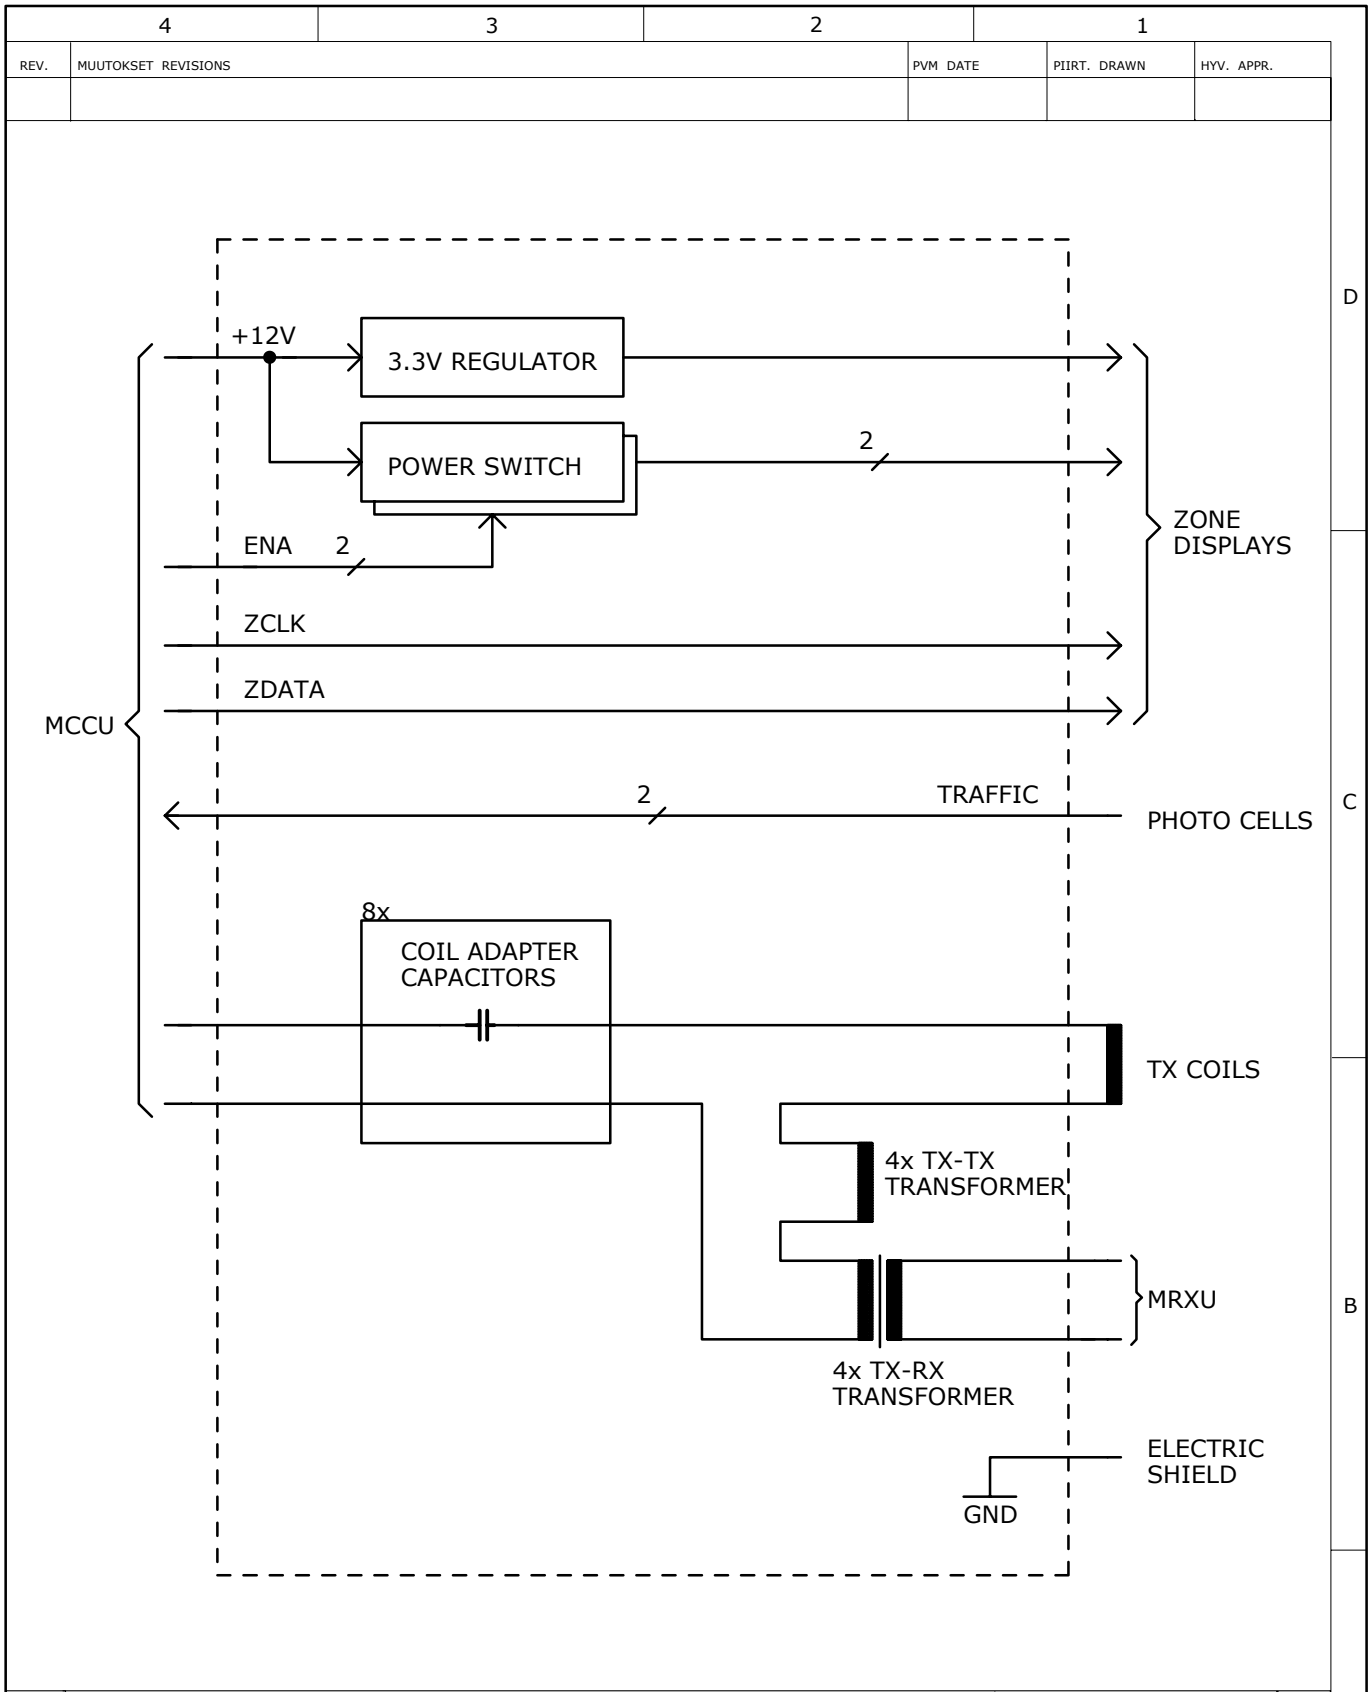 4 3 2 1
REV. MUUTOKSET REVISIONS PVM DATE PIIRT. DRAWN HYV. APPR.
D
+12V
3.3V REGULATOR
2
POWER SWITCH
ZONE
DISPLAYS
ENA 2
ZCLK
ZDATA
MCCU
2 TRAFFIC
C
PHOTO CELLS
8x
COIL ADAPTER
CAPACITORS
TX COILS
4x TX-TX
TRANSFORMER
MRXU
B
4x TX-RX
TRANSFORMER
ELECTRIC
SHIELD
GND